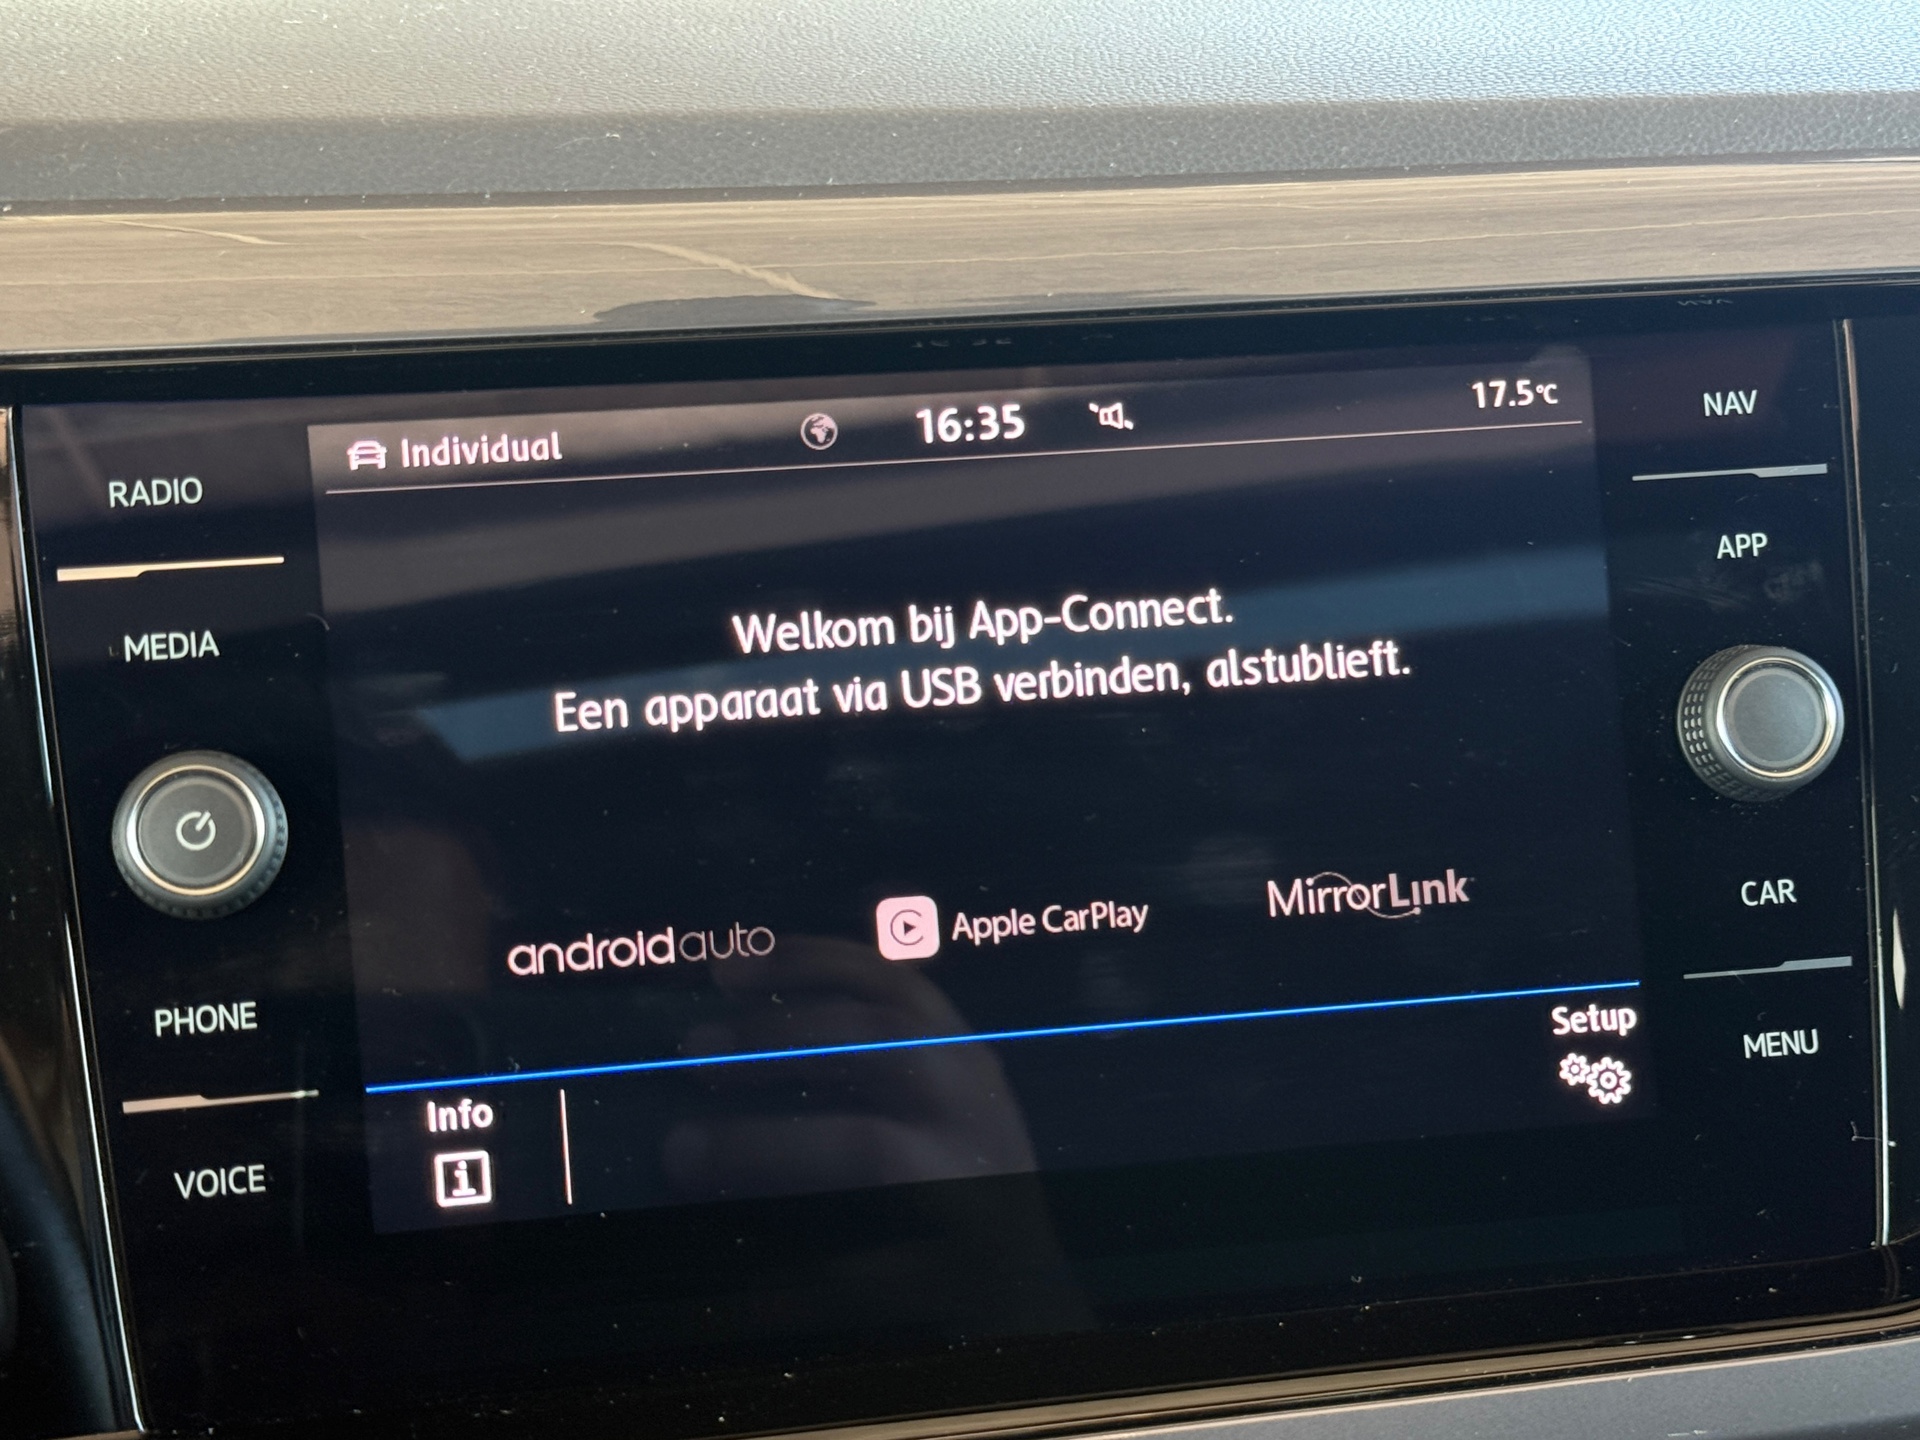 Individual 16:35 17.5°C
NAV
RADIO
APP
Welkom bij App-Connect.
Een apparaat via USB verbinden, alstublieft.
MEDIA
androidauto Apple CarPlay MirrorLink
CAR
PHONE
Setup
MENU
Info
VOICE